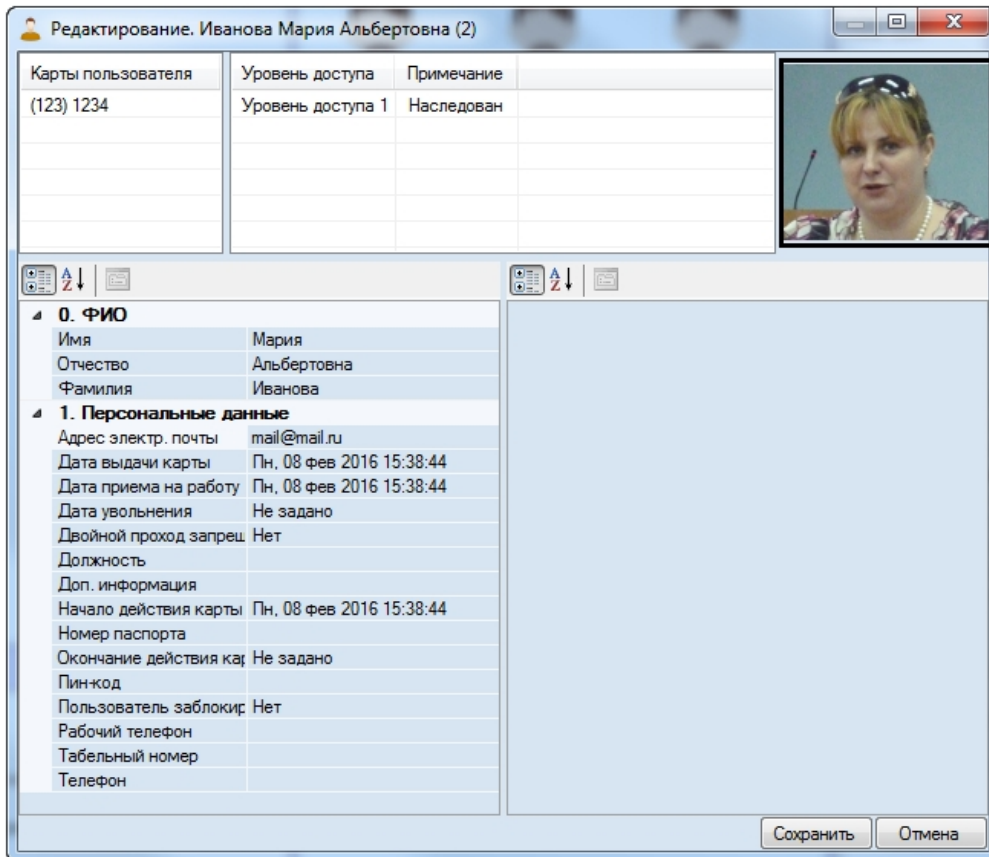 Редактирование. Иванова Мария Альбертовна (2)
Карты пользователя
(123) 1234
Уровень доступа Примечание
Уровень доступа 1 Наследован
0. ФИО
Имя Мария
Отчество Альбертовна
Фамилия Иванова
1. Персональные данные
Адрес электр. почты mail@mail.ru
Дата выдачи карты Пн, 08 фев 2016 15:38:44
Дата приема на работу Пн, 08 фев 2016 15:38:44
Дата увольнения Не задано
Двойной проход запрещ Нет
Должность
Доп. информация
Начало действия карты Пн, 08 фев 2016 15:38:44
Номер паспорта
Окончание действия кар Не задано
Пин-код
Пользователь заблокир Нет
Рабочий телефон
Табельный номер
Телефон
Сохранить Отмена